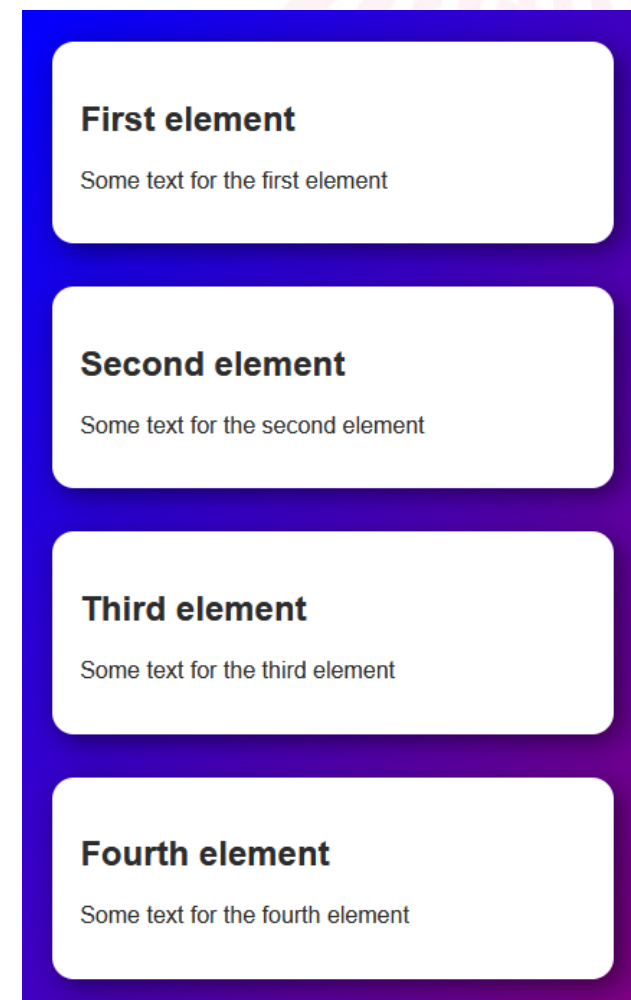 First element
Some text for the first element
Second element
Some text for the second element
Third element
Some text for the third element
Fourth element
Some text for the fourth element